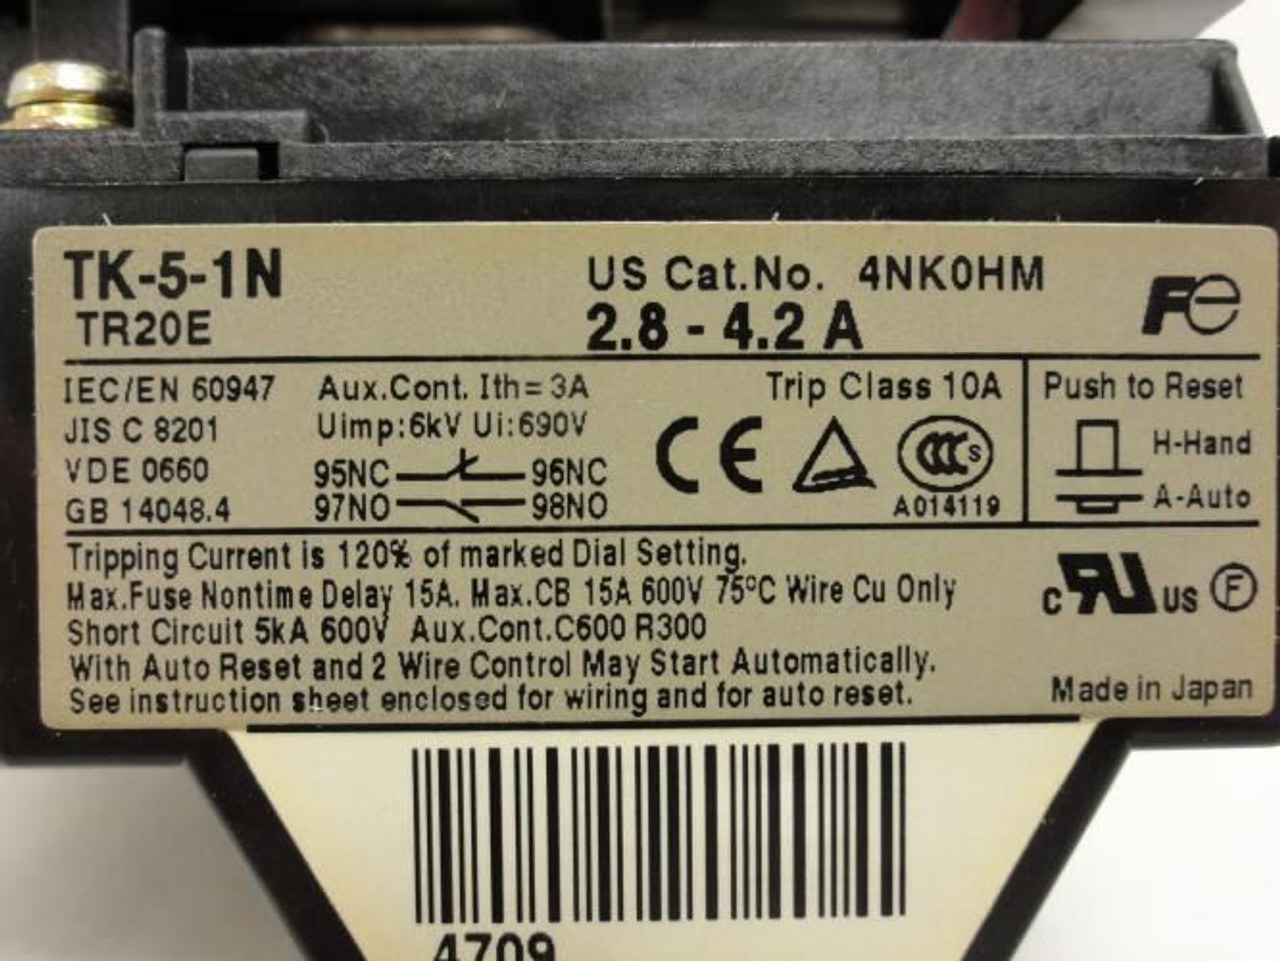 TK-5-1N
TR20E
US Cat.No. 4NK0HM
2.8 - 4.2 A
Fe
IEC/EN 60947
JIS C 8201
VDE 0660
GB 14048.4
Aux.Cont. Ith=3A
Uimp:6kV Ui:690V
95NC 96NC
97NO 98NO
Trip Class 10A
CE
CCC S
A014119
Push to Reset
H-Hand
A-Auto
Tripping Current is 120% of marked Dial Setting.
Max.Fuse Nontime Delay 15A. Max.CB 15A 600V 75°C Wire Cu Only
Short Circuit 5kA 600V Aux.Cont.C600 R300
With Auto Reset and 2 Wire Control May Start Automatically.
See instruction sheet enclosed for wiring and for auto reset.
c RU US F
Made in Japan
4709